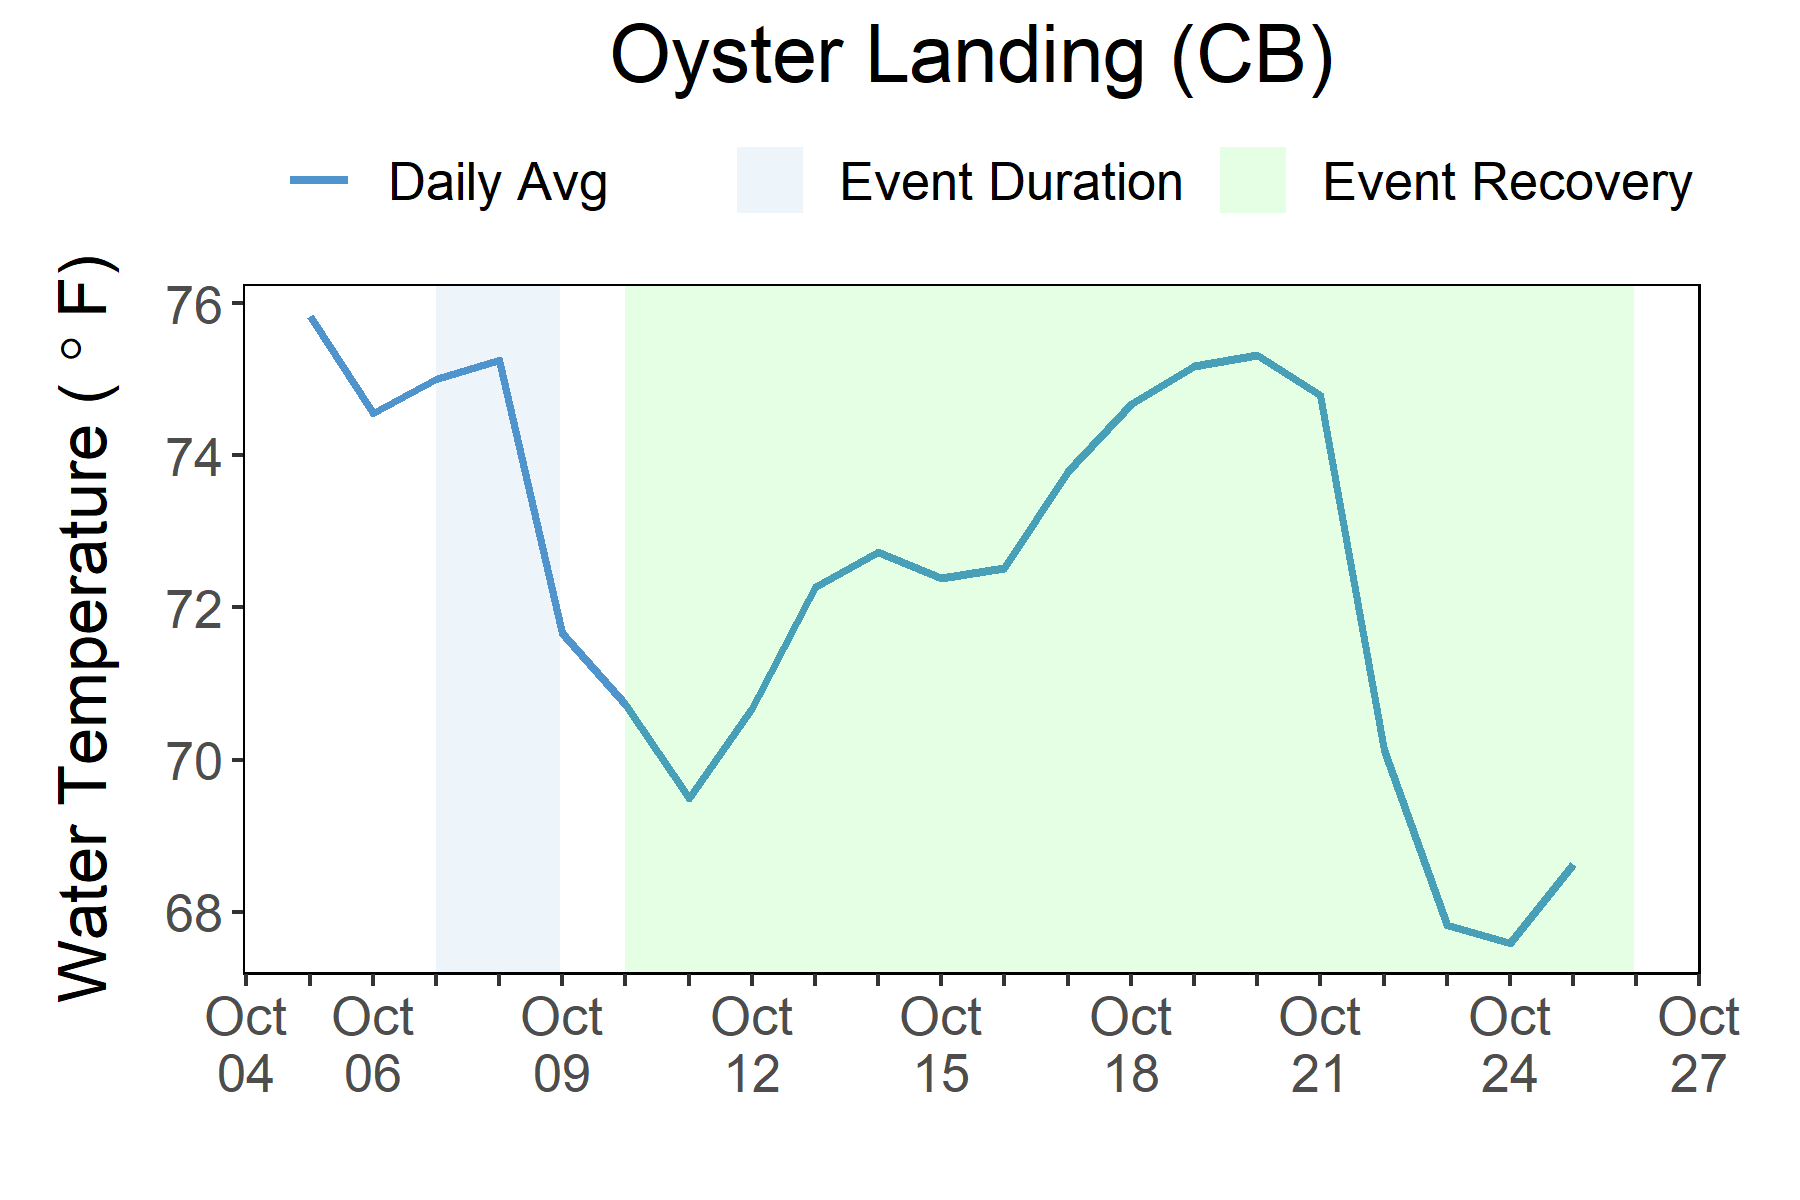 Oyster Landing (CB)
Daily Avg Event Duration Event Recovery
Water Temperature ( ° F)
76
74
72
70
68
Oct Oct Oct Oct Oct Oct Oct Oct Oct
04 06 09 12 15 18 21 24 27